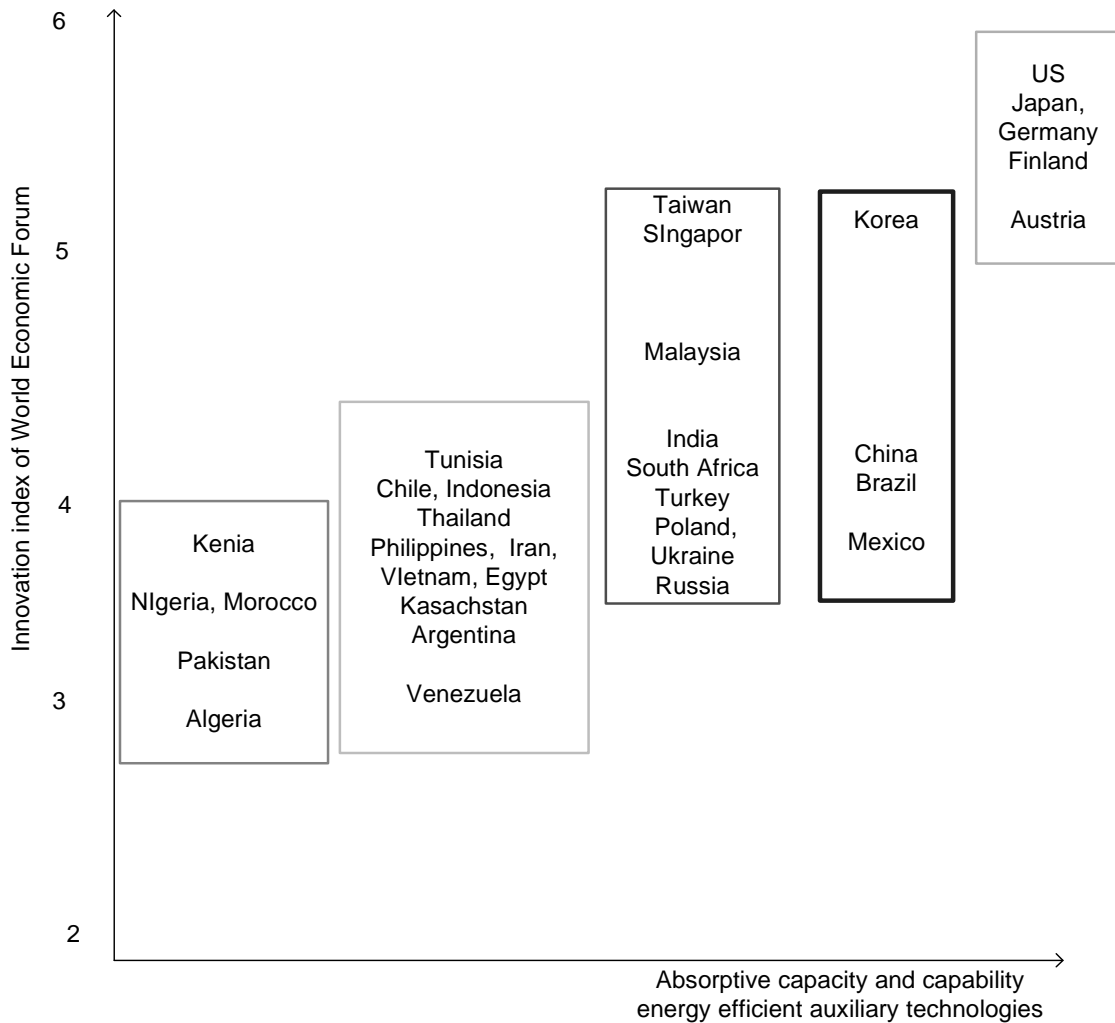 6
5
4
3
2
Innovation index of World Economic Forum
Kenia
NIgeria, Morocco
Pakistan
Algeria
Tunisia
Chile, Indonesia
Thailand
Philippines, Iran,
VIetnam, Egypt
Kasachstan
Argentina
Venezuela
Taiwan
SIngapor
Malaysia
India
South Africa
Turkey
Poland,
Ukraine
Russia
Korea
China
Brazil
Mexico
US
Japan,
Germany
Finland
Austria
Absorptive capacity and capability
energy efficient auxiliary technologies